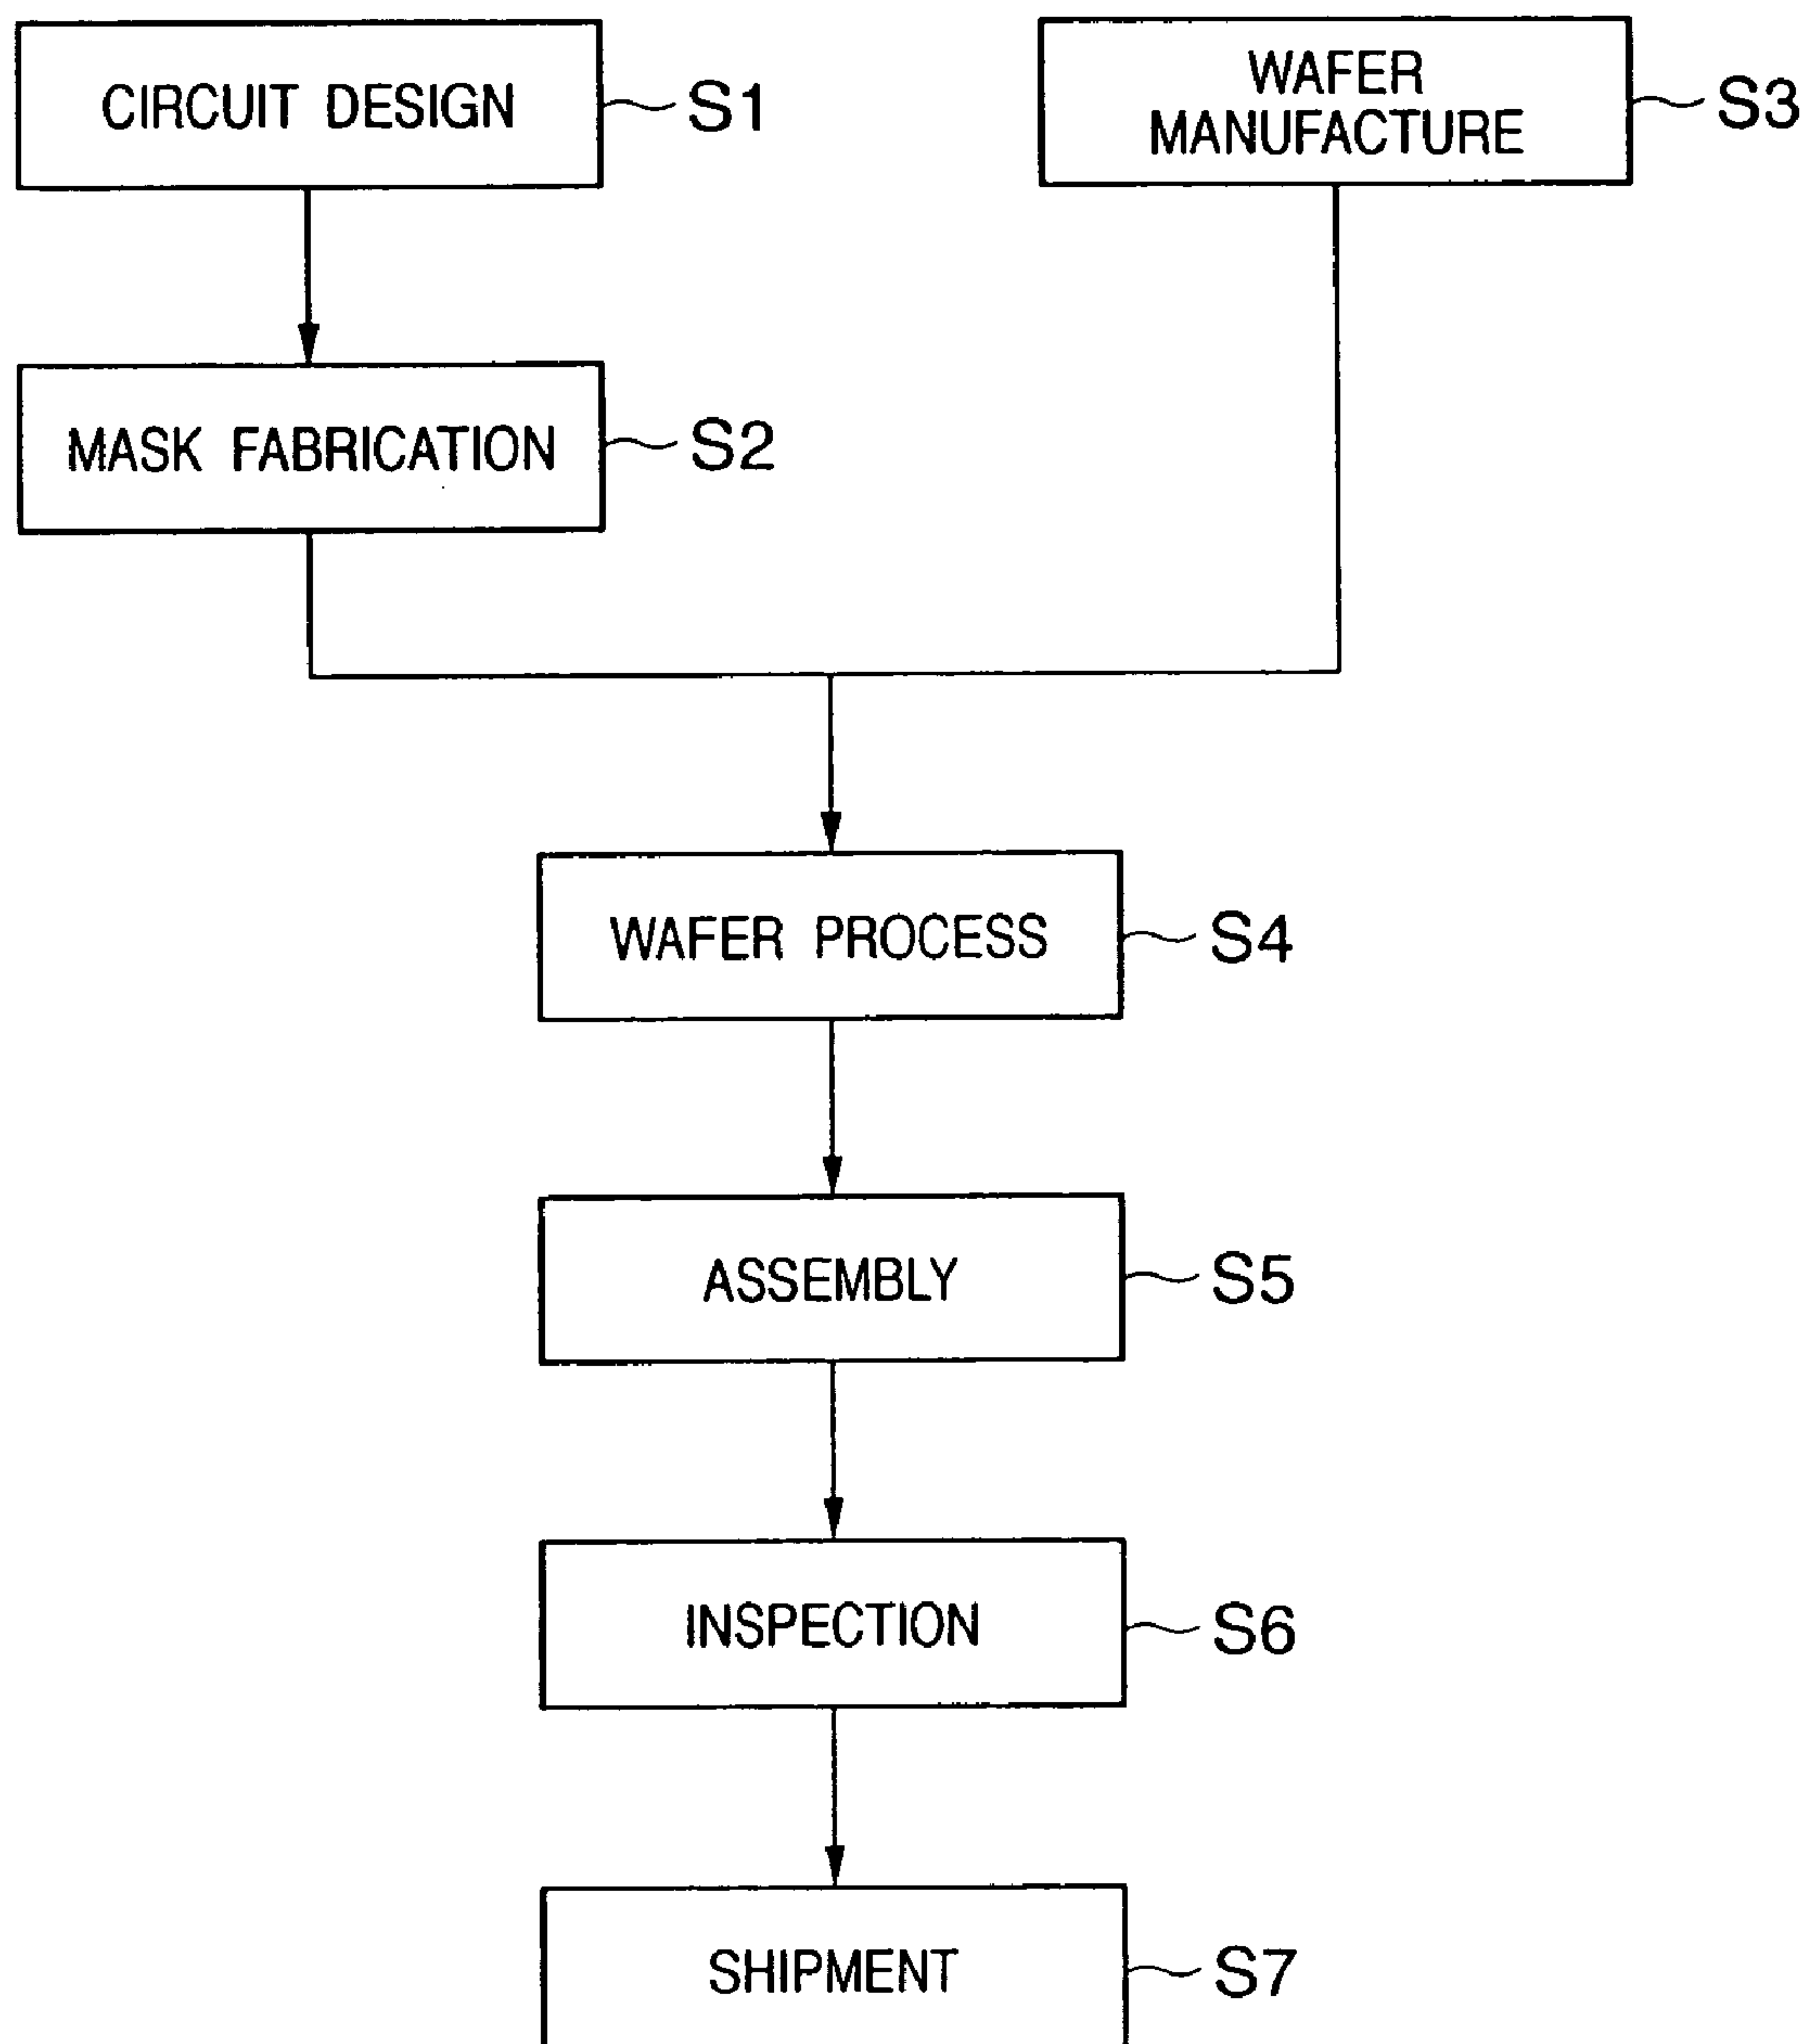 CIRCUIT DESIGN
S1
WAFER
MANUFACTURE
S3
MASK FABRICATION
S2
WAFER PROCESS
S4
ASSEMBLY
S5
INSPECTION
S6
SHIPMENT
S7